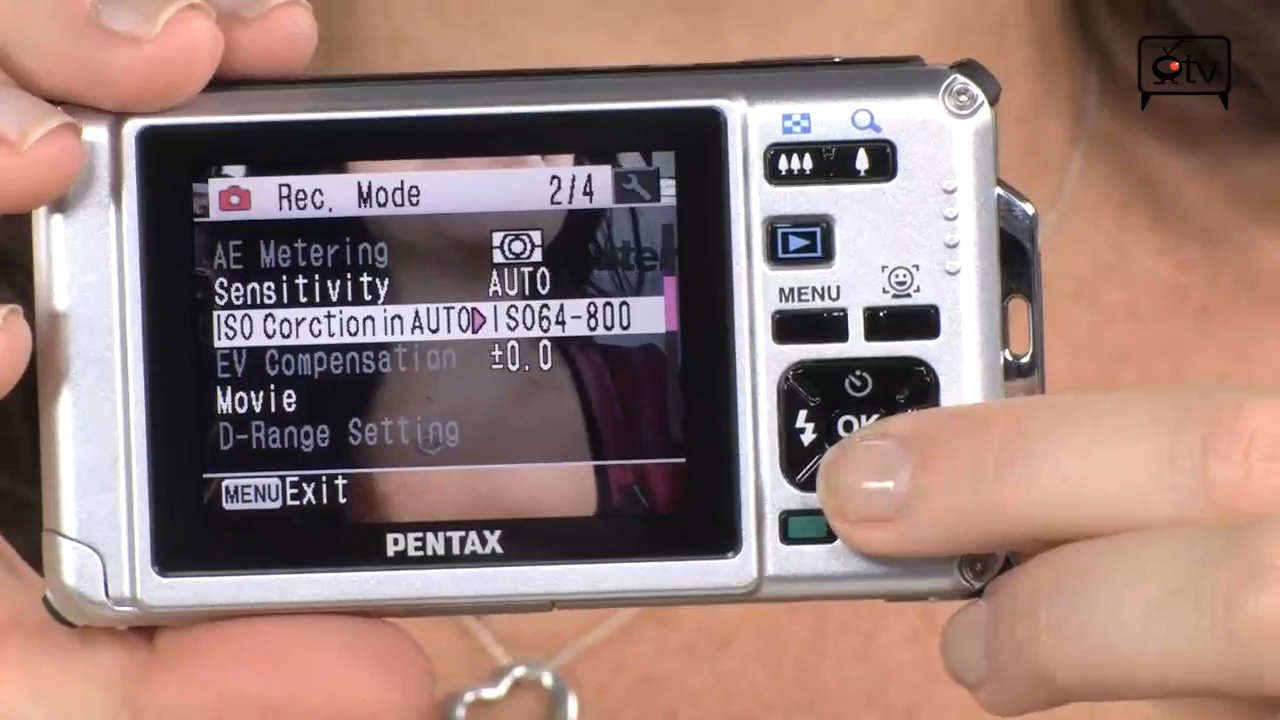 tv
Rec. Mode 2/4
AE Metering
Sensitivity AUTO
ISO Corction in AUTO ISO64-800
EV Compensation ±0.0
Movie
D-Range Setting
MENU Exit
PENTAX
MENU
OK